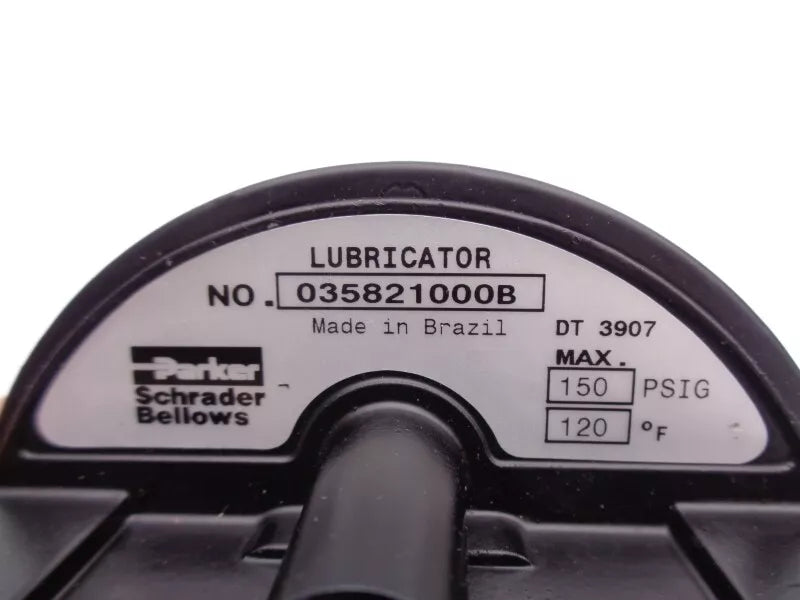 LUBRICATOR
NO. 035821000B
Made in Brazil
DT 3907
MAX.
150 PSIG
120 °F
Parker
Schrader
Bellows